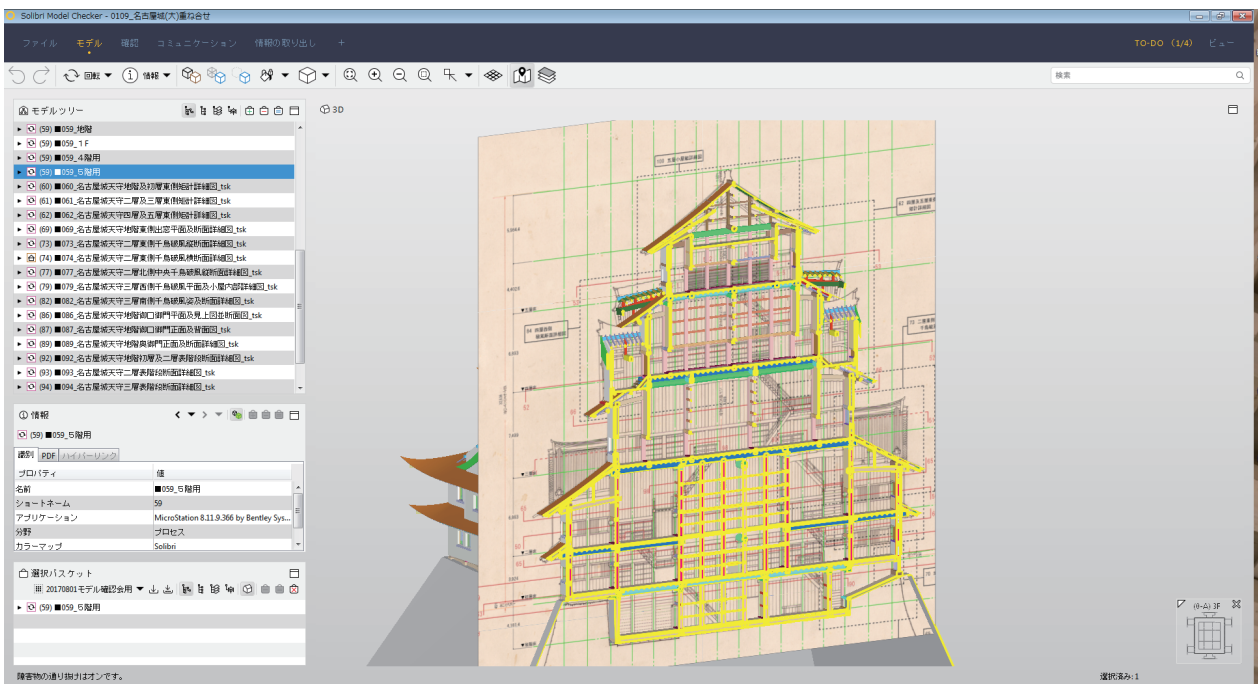 Solibri Model Checker - 0109_名古屋城(大)重ね合せ
ファイル モデル 確認 コミュニケーション 情報の取り出し +
TO-DO (1/4) ビュー
回転 情報
検索
モデルツリー
3D
(59) ■059_地階
(59) ■059_1F
(59) ■059_4階用
(59) ■059_5階用
(60) ■060_名古屋城天守地階及初層東側矩計詳細図_tsk
(61) ■061_名古屋城天守二層及三層東側矩計詳細図_tsk
(62) ■062_名古屋城天守四層及五層東側矩計詳細図_tsk
(69) ■069_名古屋城天守地階東側出窓平面及断面詳細図_tsk
(73) ■073_名古屋城天守二層東側千鳥破風縦断面詳細図_tsk
(74) ■074_名古屋城天守二層東側千鳥破風横断面詳細図_tsk
(77) ■077_名古屋城天守二層北側中央千鳥破風縦断面詳細図_tsk
(79) ■079_名古屋城天守三層西側千鳥破風平面及小屋内部詳細図_tsk
(82) ■082_名古屋城天守三層南側千鳥破風姿及断面詳細図_tsk
(86) ■086_名古屋城天守地階御口御門平面及見上図並断面図_tsk
(87) ■087_名古屋城天守地階御口御門正面及背面図_tsk
(89) ■089_名古屋城天守地階奥御門正面及断面詳細図_tsk
(92) ■092_名古屋城天守地階初層及二層表階段断面詳細図_tsk
(93) ■093_名古屋城天守二層表階段断面詳細図_tsk
(94) ■094_名古屋城天守三層表階段断面詳細図_tsk
情報
(59) ■059_5階用
識別 PDF ハイパーリンク
プロパティ 値
名前 ■059_5階用
ショートネーム 59
アプリケーション MicroStation 8.11.9.366 by Bentley Sys...
分野 プロセス
カラーマップ Solibri
選択バスケット
20170801モデル確認会用
(59) ■059_5階用
(θ-A) 3F
障害物の通り抜けはオンです。
選択済み:1